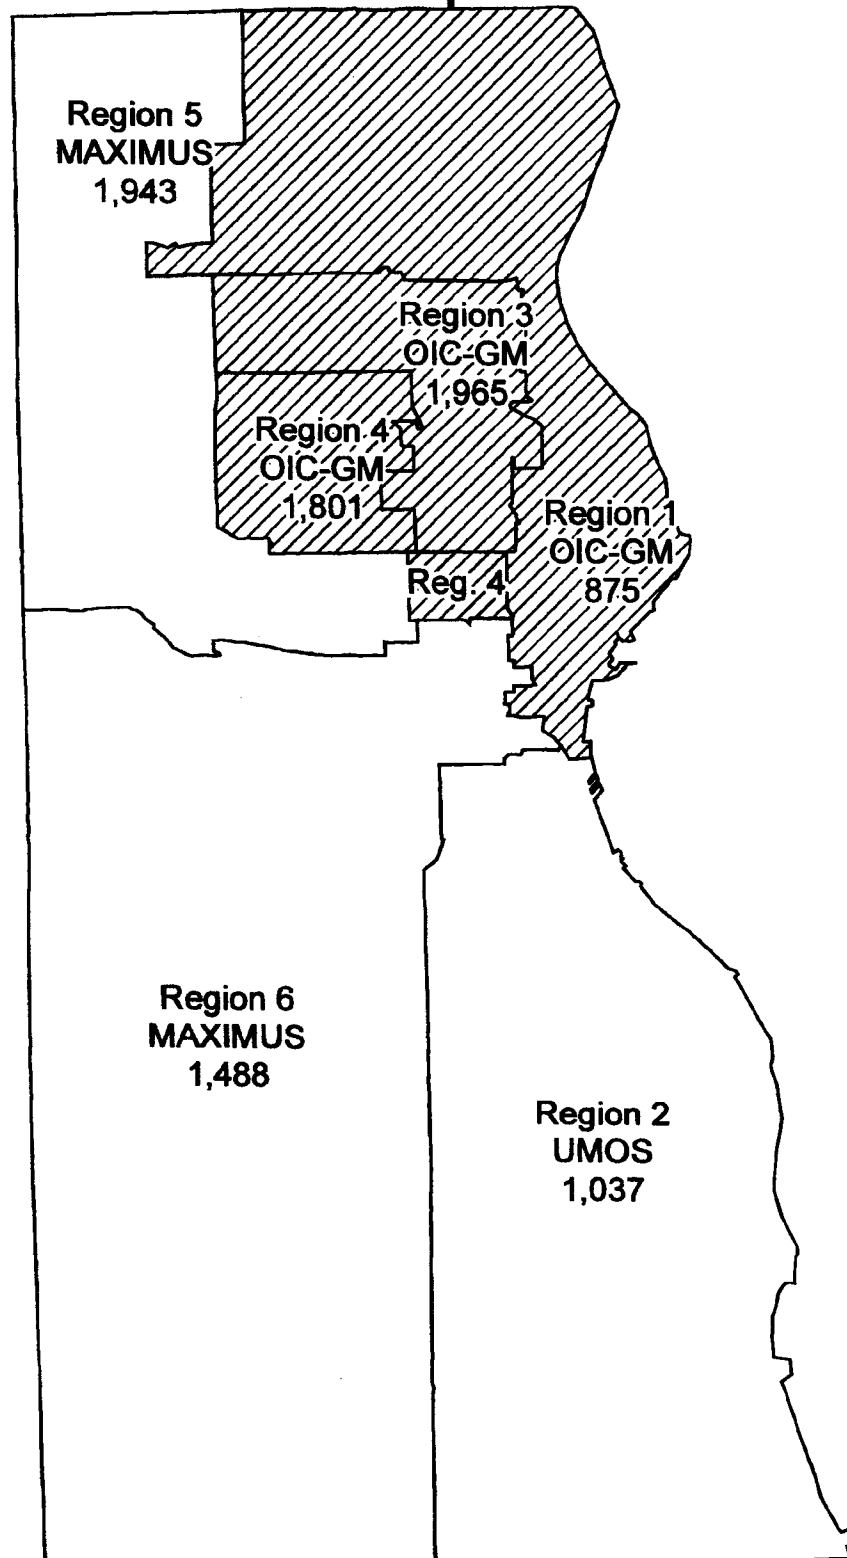 Region 5
MAXIMUS
1,943
Region 3
OIC-GM
1,965
Region 4
OIC-GM
1,801
Region 1
OIC-GM
875
Reg. 4
Region 6
MAXIMUS
1,488
Region 2
UMOS
1,037